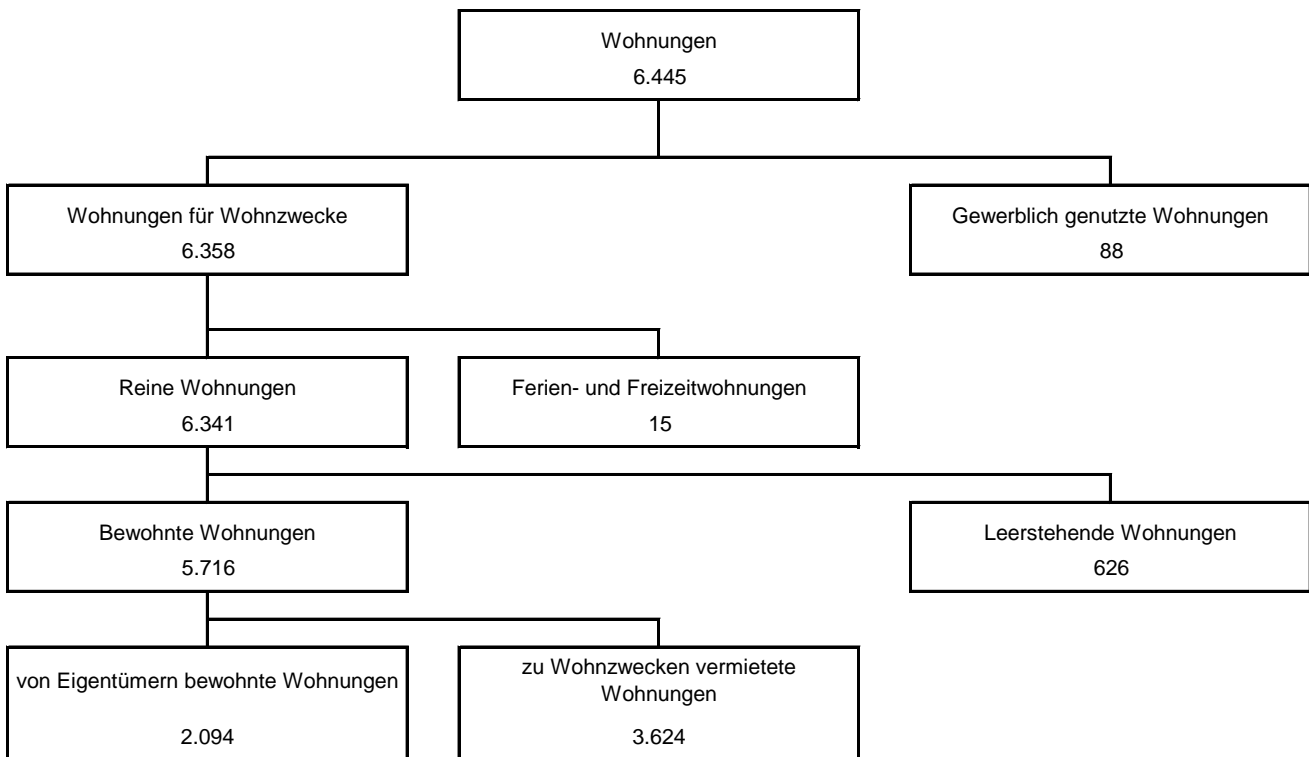 Wohnungen
6.445
Wohnungen für Wohnzwecke
6.358
Gewerblich genutzte Wohnungen
88
Reine Wohnungen
6.341
Ferien- und Freizeitwohnungen
15
Bewohnte Wohnungen
5.716
Leerstehende Wohnungen
626
von Eigentümern bewohnte Wohnungen
2.094
zu Wohnzwecken vermietete
Wohnungen
3.624